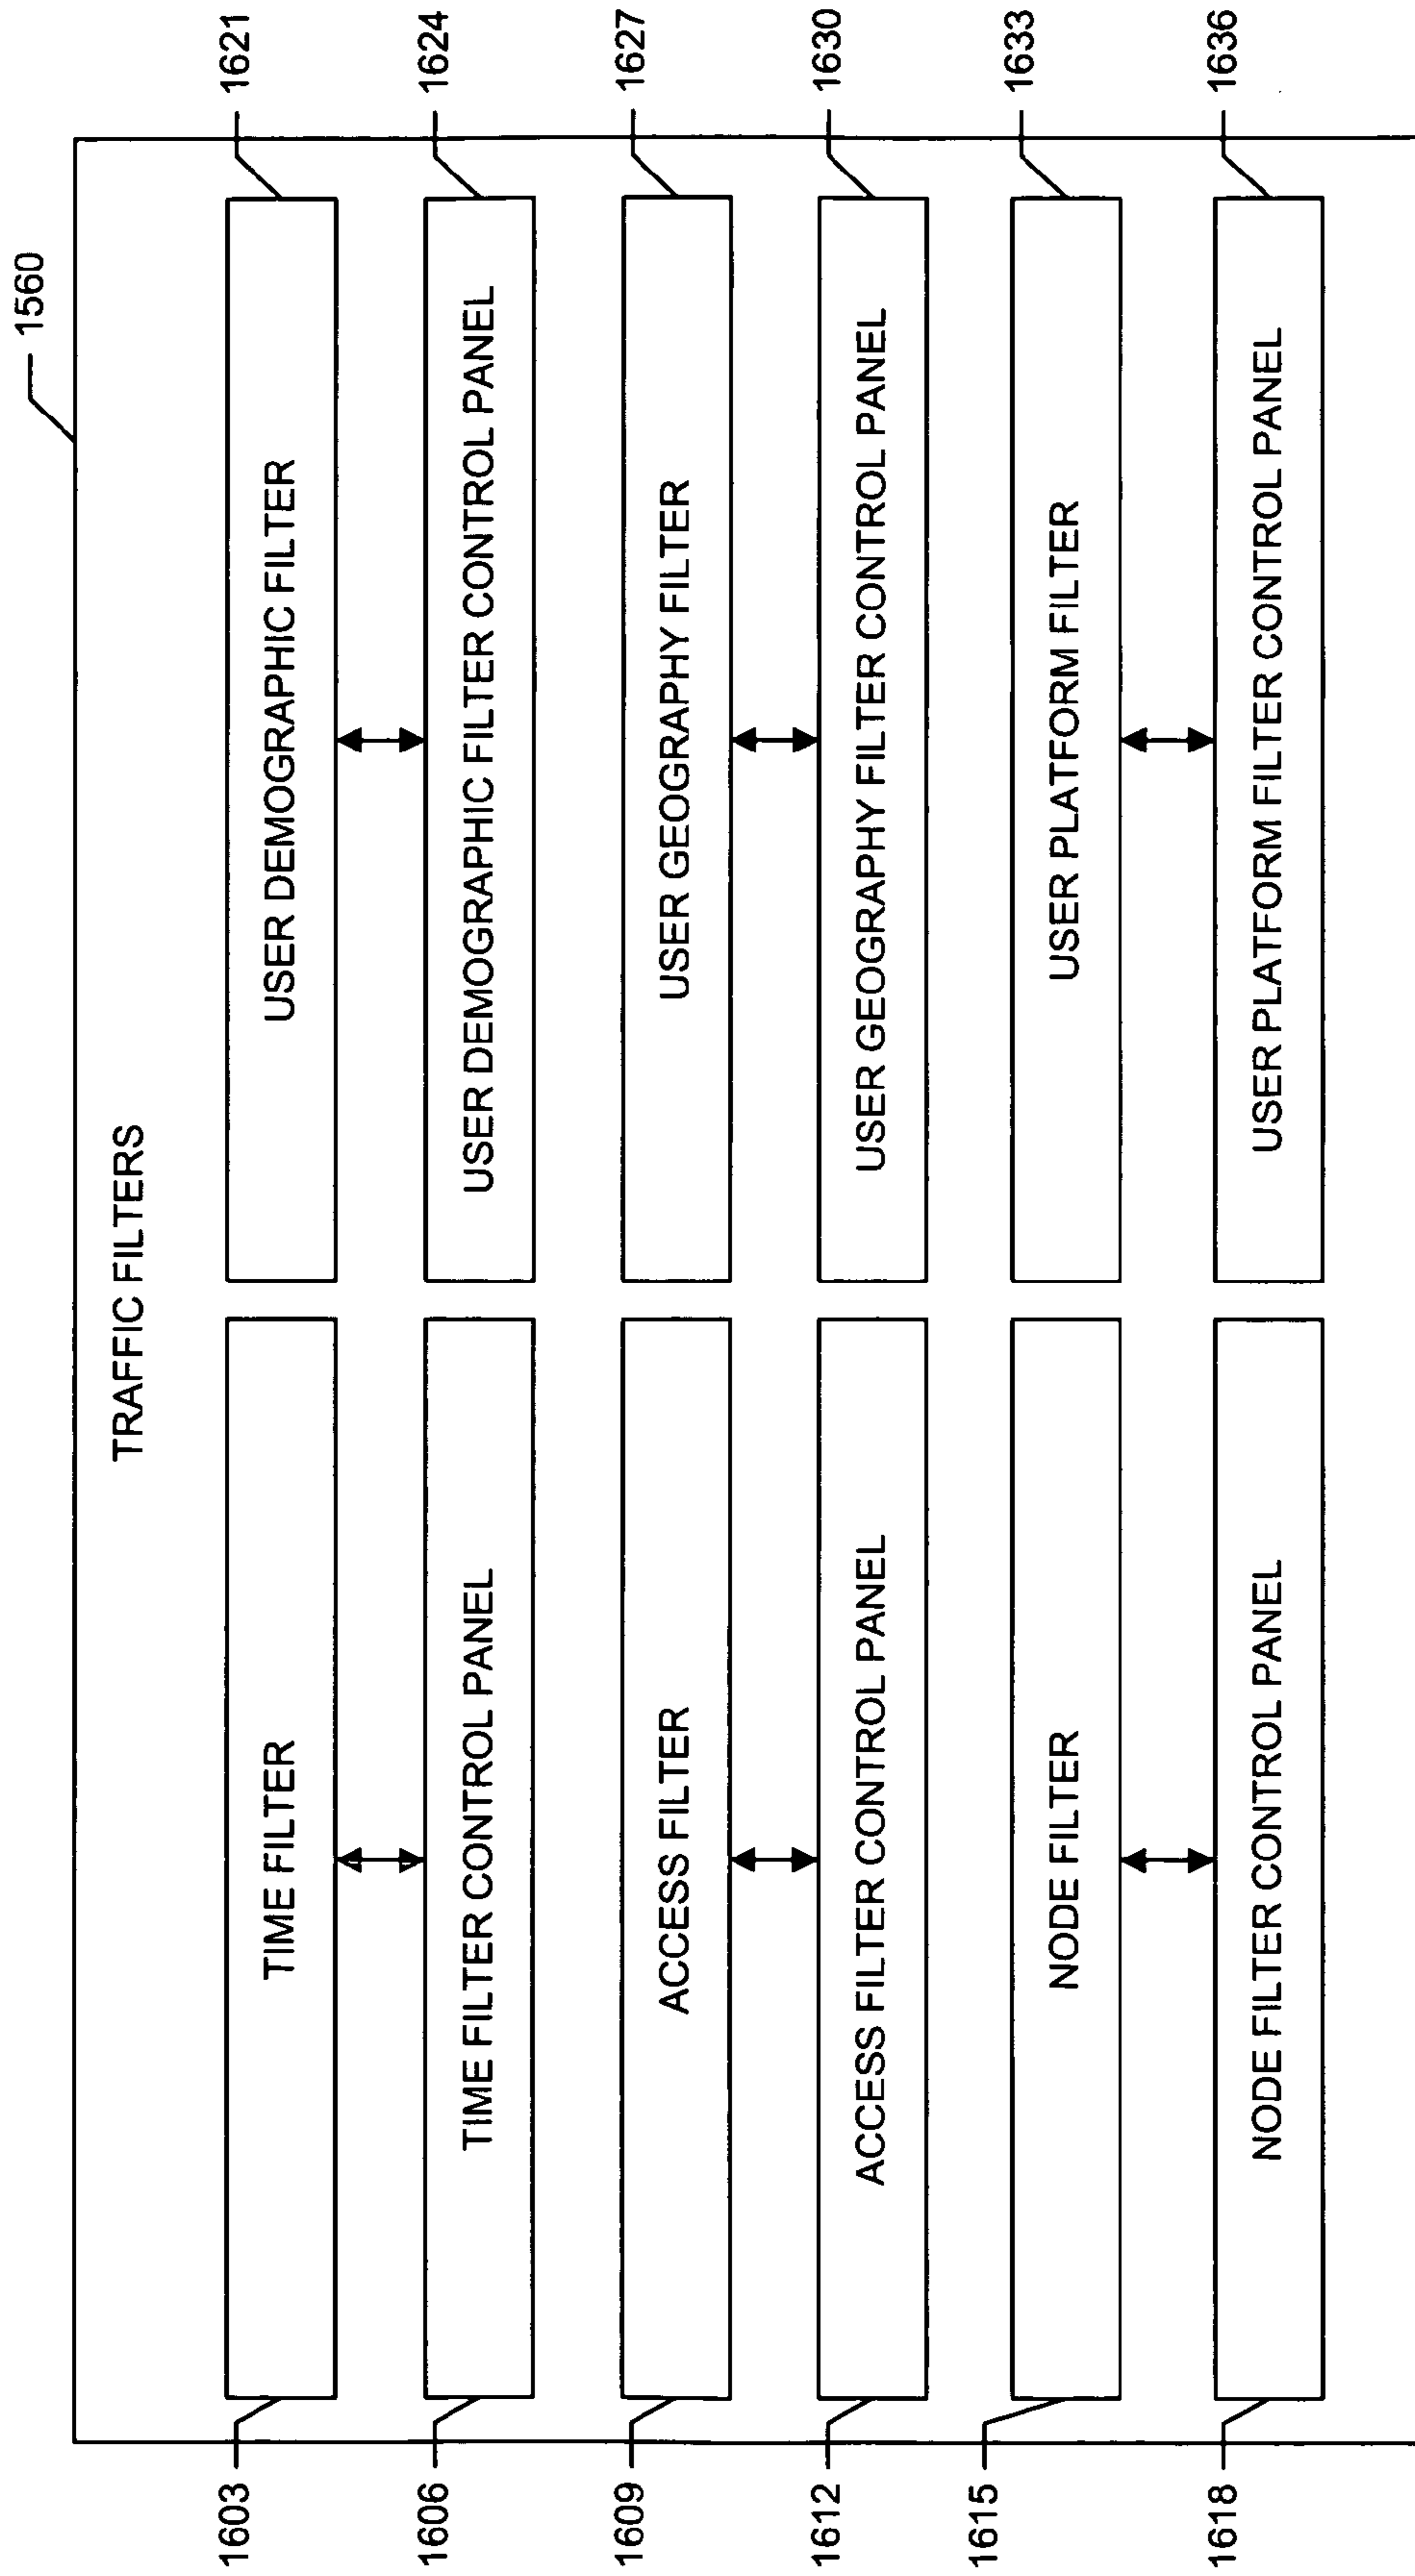 1560
TRAFFIC FILTERS
1603
TIME FILTER
USER DEMOGRAPHIC FILTER
1621
1606
TIME FILTER CONTROL PANEL
USER DEMOGRAPHIC FILTER CONTROL PANEL
1624
1609
ACCESS FILTER
USER GEOGRAPHY FILTER
1627
1612
ACCESS FILTER CONTROL PANEL
USER GEOGRAPHY FILTER CONTROL PANEL
1630
1615
NODE FILTER
USER PLATFORM FILTER
1633
1618
NODE FILTER CONTROL PANEL
USER PLATFORM FILTER CONTROL PANEL
1636